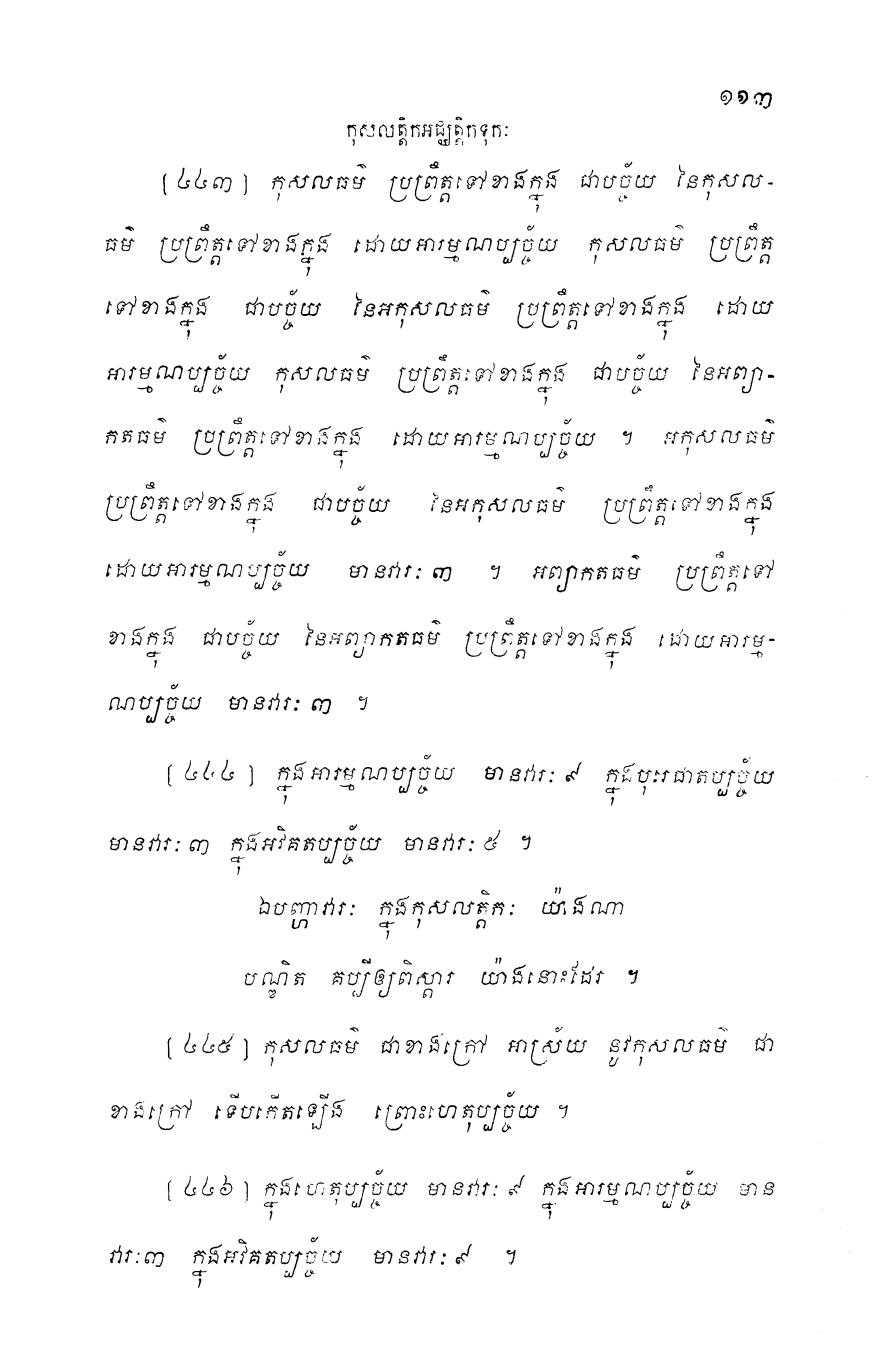 ១១៣
កុសលត្តិកអជ្ឈត្តិកទុកៈ
[ ៤៤៣ ] កុសលធម៌ ប្រព្រឹត្តទៅខាងក្នុង ជាបច្ច័យ នៃកុសល-
ធម៌ ប្រព្រឹត្តទៅខាងក្នុង ដោយអារម្មណប្បច្ច័យ កុសលធម៌ ប្រព្រឹត្ត
ទៅខាងក្នុង ជាបច្ច័យ នៃអកុសលធម៌ ប្រព្រឹត្តទៅខាងក្នុង ដោយ
អារម្មណប្បច្ច័យ កុសលធម៌ ប្រព្រឹត្តទៅខាងក្នុង ជាបច្ច័យ នៃអព្យា-
កតធម៌ ប្រព្រឹត្តទៅខាងក្នុង ដោយអារម្មណប្បច្ច័យ ។ អកុសលធម៌
ប្រព្រឹត្តទៅខាងក្នុង ជាបច្ច័យ នៃអកុសលធម៌ ប្រព្រឹត្តទៅខាងក្នុង
ដោយអារម្មណប្បច្ច័យ មានវារៈ ៣ ។ អព្យាកតធម៌ ប្រព្រឹត្តទៅ
ខាងក្នុង ជាបច្ច័យ នៃអព្យាកតធម៌ ប្រព្រឹត្តទៅខាងក្នុង ដោយអារម្ម-
ណប្បច្ច័យ មានវារៈ ៣ ។
[ ៤៤៤ ] ក្នុងអារម្មណប្បច្ច័យ មានវារៈ ៩ ក្នុងបុរេជាតប្បច្ច័យ
មានវារៈ ៣ ក្នុងអវិគតប្បច្ច័យ មានវារៈ ៥ ។
ឯបញ្ហាវារៈ ក្នុងកុសលត្តិកៈ យ៉ាងណា
បណ្ឌិត គប្បីឲ្យពិស្តារ យ៉ាងនោះដែរ ។
[ ៤៤៥ ] កុសលធម៌ ជាខាងក្រៅ អាស្រ័យ នូវកុសលធម៌ ជា
ខាងក្រៅ ទើបកើតឡើង ព្រោះហេតុប្បច្ច័យ ។
[ ៤៤៦ ] ក្នុងហេតុប្បច្ច័យ មានវារៈ ៩ ក្នុងអារម្មណប្បច្ច័យ មាន
វារៈ៣ ក្នុងអវិគតប្បច្ច័យ មានវារៈ ៩ ។